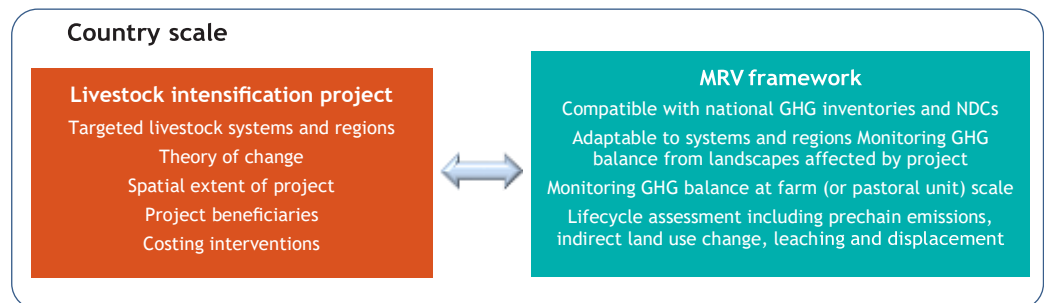 Country scale
Livestock intensification project
Targeted livestock systems and regions
Theory of change
Spatial extent of project
Project beneficiaries
Costing interventions
MRV framework
Compatible with national GHG inventories and NDCs
Adaptable to systems and regions Monitoring GHG
balance from landscapes affected by project
Monitoring GHG balance at farm (or pastoral unit) scale
Lifecycle assessment including prechain emissions,
indirect land use change, leaching and displacement